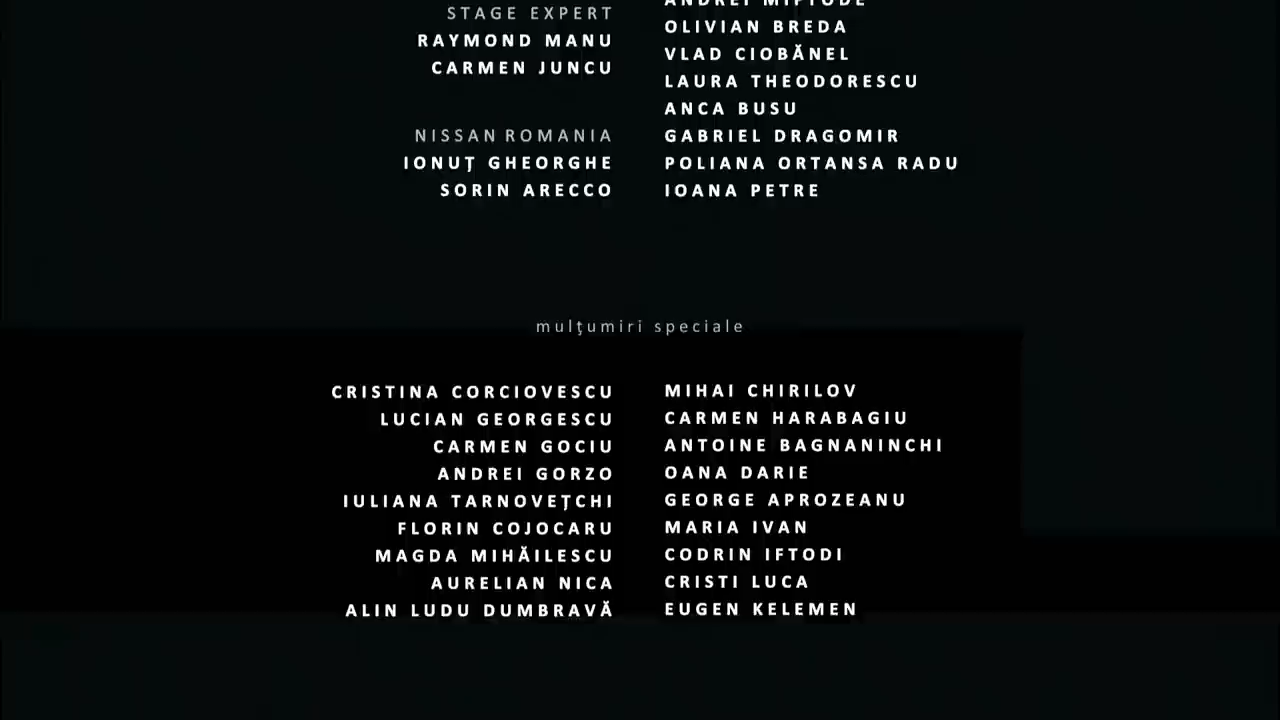 STAGE EXPERT
RAYMOND MANU
CARMEN JUNCU
NISSAN ROMANIA
IONUŢ GHEORGHE
SORIN ARECCO
OLIVIAN BREDA
VLAD CIOBĂNEL
LAURA THEODORESCU
ANCA BUSU
GABRIEL DRAGOMIR
POLIANA ORTANSA RADU
IOANA PETRE
mulţumiri speciale
CRISTINA CORCIOVESCU
LUCIAN GEORGESCU
CARMEN GOCIU
ANDREI GORZO
IULIANA TARNOVEŢCHI
FLORIN COJOCARU
MAGDA MIHĂILESCU
AURELIAN NICA
ALIN LUDU DUMBRAVĂ
MIHAI CHIRILOV
CARMEN HARABAGIU
ANTOINE BAGNANINCHI
OANA DARIE
GEORGE APROZEANU
MARIA IVAN
CODRIN IFTODI
CRISTI LUCA
EUGEN KELEMEN